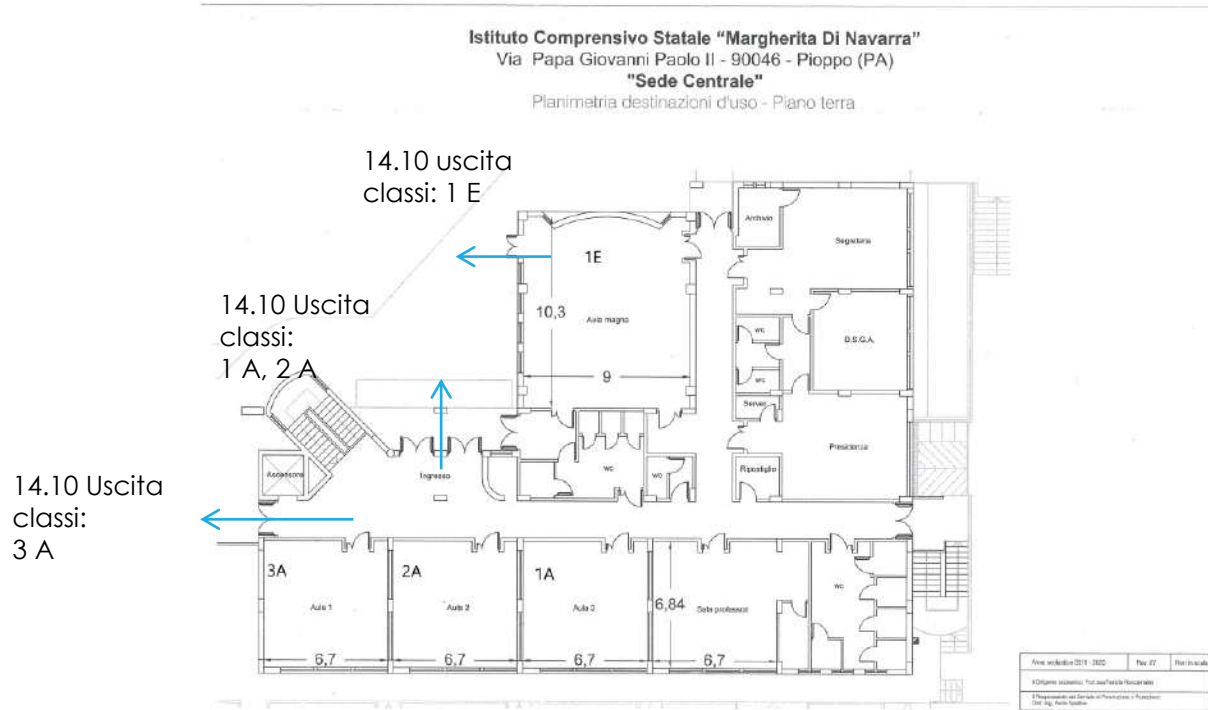 Istituto Comprensivo Statale “Margherita Di Navarra”
Via Papa Giovanni Paolo II - 90046 - Pioppo (PA)
"Sede Centrale"
Planimetria destinazioni d'uso - Piano terra
14.10 uscita
classi: 1 E
14.10 Uscita
classi:
1 A, 2 A
14.10 Uscita
classi:
3 A
Archivio
Segreteria
1E
10,3
Aula magna
9
wc
D.S.G.A.
wc
Server
Presidenza
Ripostiglio
wc
wc
Ascensore
Ingresso
3A
2A
1A
Aula 1
Aula 2
Aula 3
6,84
Sala professori
wc
6,7
6,7
6,7
6,7
Rev. 07